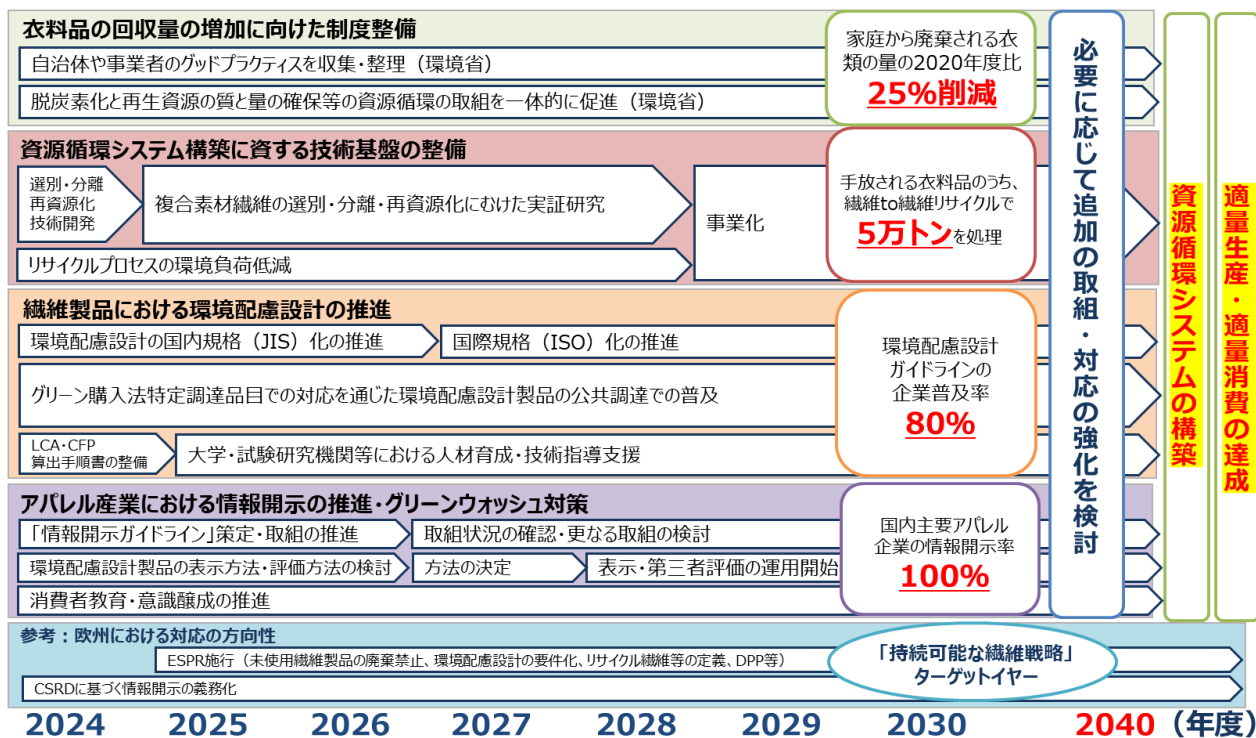 衣料品の回収量の増加に向けた制度整備
自治体や事業者のグッドプラクティスを収集・整理（環境省）
脱炭素化と再生資源の質と量の確保等の資源循環の取組を一体的に促進（環境省）
家庭から廃棄される衣
類の量の2020年度比
25%削減
資源循環システム構築に資する技術基盤の整備
選別・分離
再資源化
技術開発
複合素材繊維の選別・分離・再資源化にむけた実証研究
事業化
リサイクルプロセスの環境負荷低減
手放される衣料品のうち、
繊維to繊維リサイクルで
5万トンを処理
繊維製品における環境配慮設計の推進
環境配慮設計の国内規格（JIS）化の推進
国際規格（ISO）化の推進
グリーン購入法特定調達品目での対応を通じた環境配慮設計製品の公共調達での普及
LCA・CFP
算出手順書の整備
大学・試験研究機関等における人材育成・技術指導支援
環境配慮設計
ガイドラインの
企業普及率
80%
アパレル産業における情報開示の推進・グリーンウォッシュ対策
「情報開示ガイドライン」策定・取組の推進
取組状況の確認・更なる取組の検討
環境配慮設計製品の表示方法・評価方法の検討
方法の決定
表示・第三者評価の運用開始
消費者教育・意識醸成の推進
国内主要アパレル
企業の情報開示率
100%
必要に応じて追加の取組・対応の強化を検討
資源循環システムの構築
適量生産・適量消費の達成
参考：欧州における対応の方向性
ESPR施行（未使用繊維製品の廃棄禁止、環境配慮設計の要件化、リサイクル繊維等の定義、DPP等）
CSRDに基づく情報開示の義務化
「持続可能な繊維戦略」
ターゲットイヤー
2024 2025 2026 2027 2028 2029 2030 2040（年度）